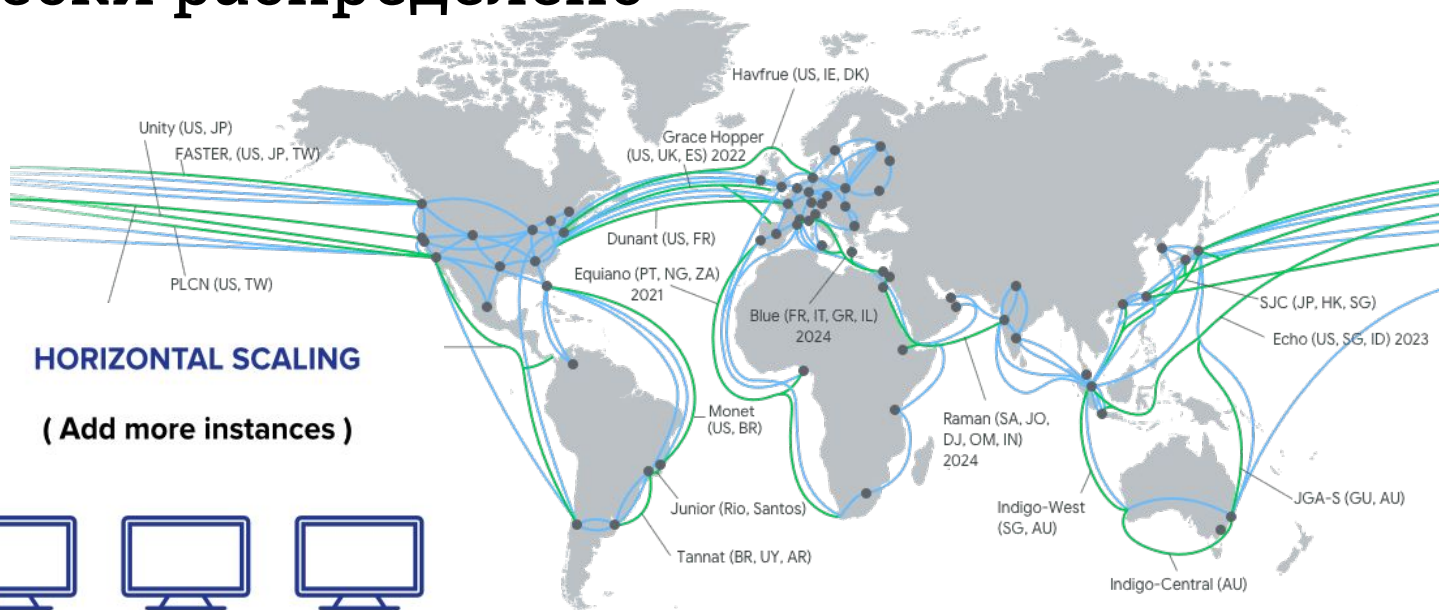 распределено
Havfrue (US, IE, DK)
Unity (US, JP)
FASTER, (US, JP, TW)
Grace Hopper
(US, UK, ES) 2022
Dunant (US, FR)
PLCN (US, TW)
Equiano (PT, NG, ZA)
2021
Blue (FR, IT, GR, IL)
2024
SJC (JP, HK, SG)
Echo (US, SG, ID) 2023
HORIZONTAL SCALING
( Add more instances )
Monet
(US, BR)
Raman (SA, JO,
DJ, OM, IN)
2024
Junior (Rio, Santos)
Indigo-West
(SG, AU)
JGA-S (GU, AU)
Tannat (BR, UY, AR)
Indigo-Central (AU)